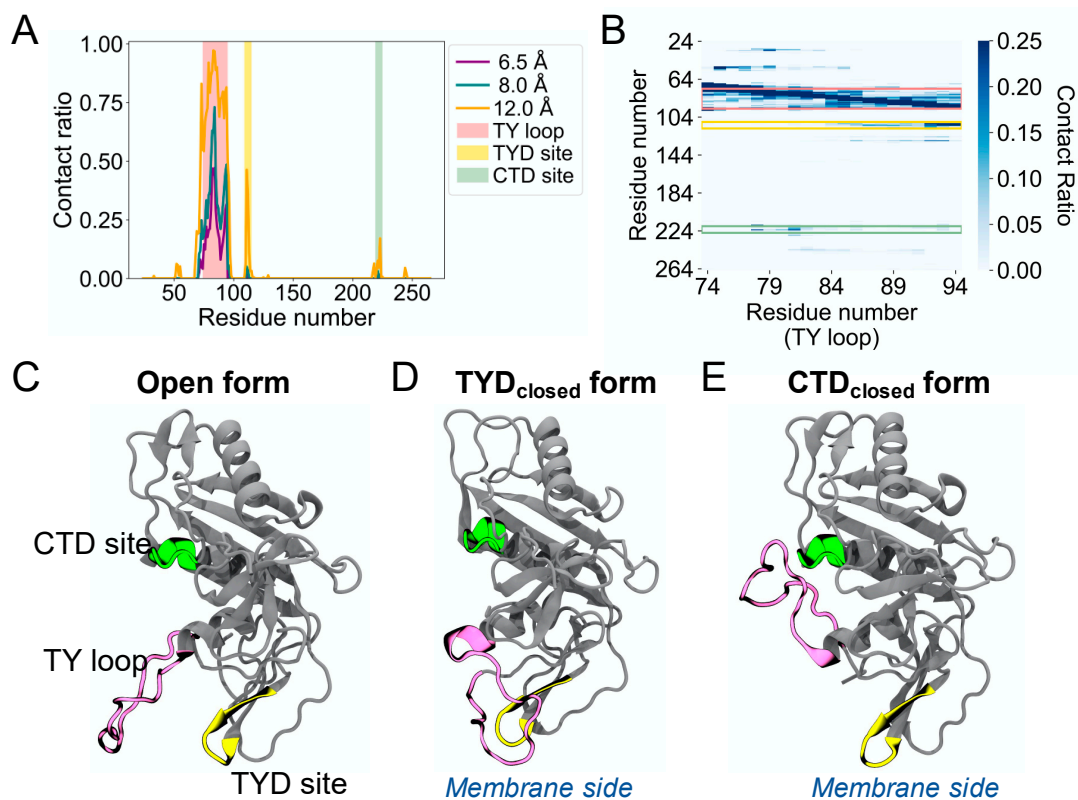 A
Contact ratio
1.00
0.75
0.50
0.25
0.00
50
100
150
200
250
Residue number
6.5 Å
8.0 Å
12.0 Å
TY loop
TYD site
CTD site
B
Residue number
24
64
104
144
184
224
264
74
79
84
89
94
Residue number
(TY loop)
0.25
0.20
0.15
0.10
0.05
0.00
Contact Ratio
C
Open form
CTD site
TY loop
TYD site
D
TYDclosed form
Membrane side
E
CTDclosed form
Membrane side